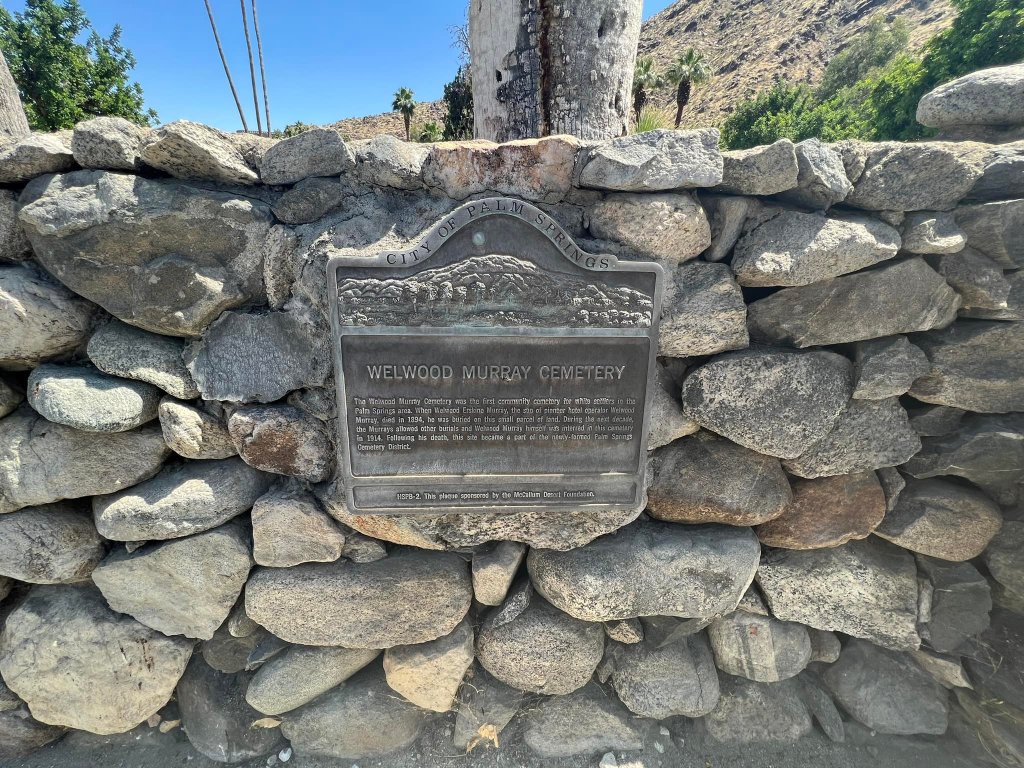 CITY OF PALM SPRINGS
WELWOOD MURRAY CEMETERY
The Welwood Murray Cemetery was the first community cemetery for white settlers in the
Palm Springs area. When Welwood Erskine Murray, the son of pioneer hotel operator Welwood
Murray, died in 1894, he was buried on this small parcel of land. During the next decade,
the Murrays allowed other burials and Welwood Murray himself was interred in this cemetery
in 1914. Following his death, this site became a part of the newly-formed Palm Springs
Cemetery District.
HSPB-2. This plaque sponsored by the McCallum Desert Foundation.